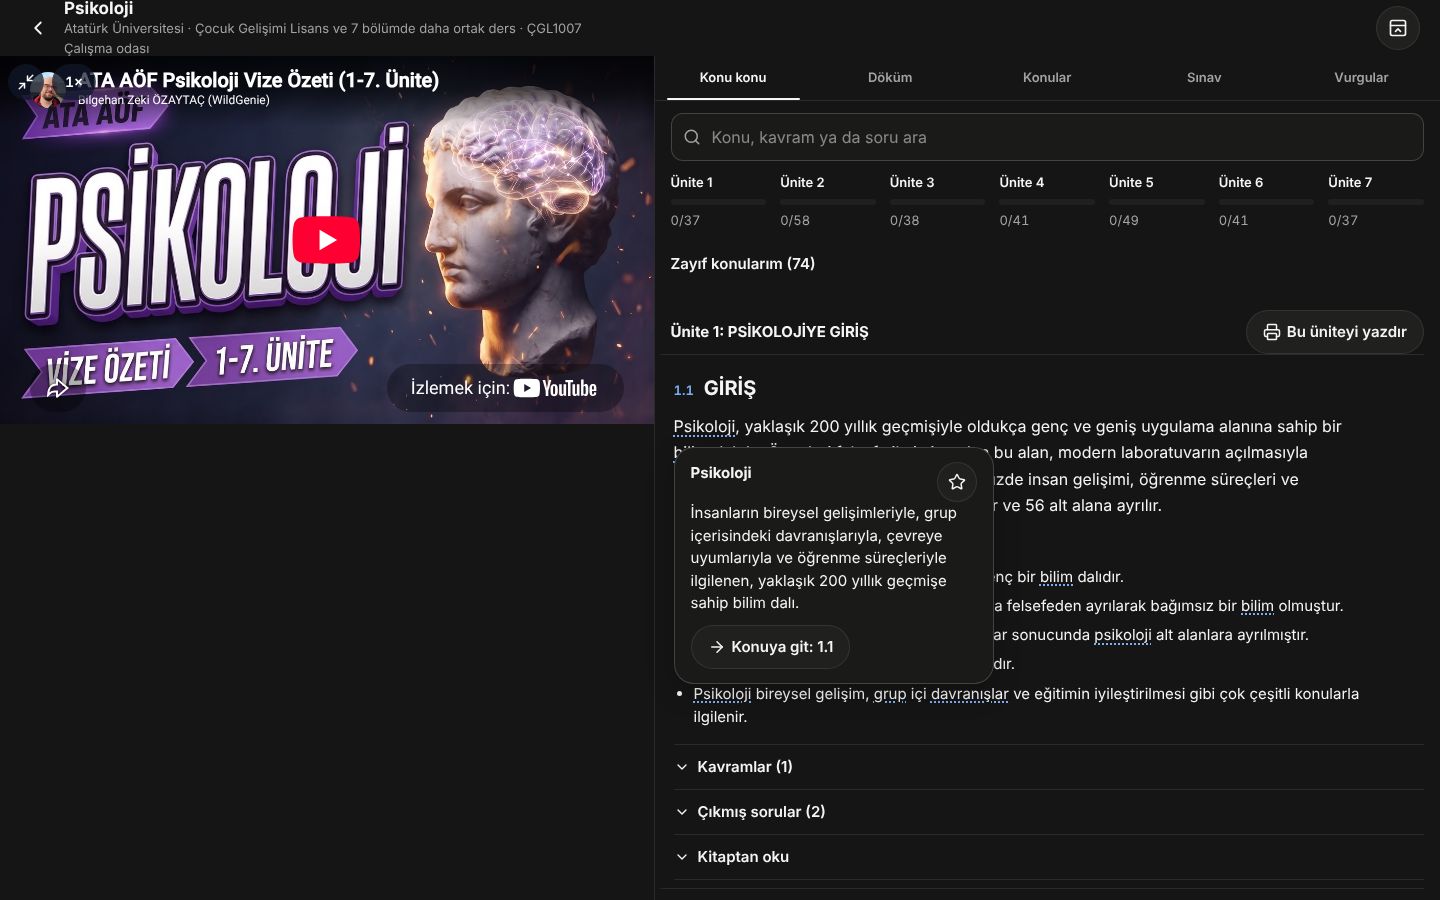 Psikoloji
Atatürk Üniversitesi · Çocuk Gelişimi Lisans ve 7 bölümde daha ortak ders · ÇGL1007
Çalışma odası
1×
ATA AÖF Psikoloji Vize Özeti (1-7. Ünite)
Bilgehan Zeki ÖZAYTAÇ (WildGenie)
ATA AÖF
PSİKOLOJİ
VİZE ÖZETİ
1-7. ÜNİTE
İzlemek için: YouTube
Konu konu
Döküm
Konular
Sınav
Vurgular
Konu, kavram ya da soru ara
Ünite 1
Ünite 2
Ünite 3
Ünite 4
Ünite 5
Ünite 6
Ünite 7
0/37
0/58
0/38
0/41
0/49
0/41
0/37
Zayıf konularım (74)
Ünite 1: PSİKOLOJİYE GİRİŞ
Bu üniteyi yazdır
1.1 GİRİŞ
Psikoloji, yaklaşık 200 yıllık geçmişiyle oldukça genç ve geniş uygulama alanına sahip bir
bu alan, modern laboratuvarın açılmasıyla
insan gelişimi, öğrenme süreçleri ve
ve 56 alt alana ayrılır.
Psikoloji
İnsanların bireysel gelişimleriyle, grup
içerisindeki davranışlarıyla, çevreye
uyumlarıyla ve öğrenme süreçleriyle
ilgilenen, yaklaşık 200 yıllık geçmişe
sahip bilim dalı.
Konuya git: 1.1
bir bilim dalıdır.
felsefeden ayrılarak bağımsız bir bilim olmuştur.
sonucunda psikoloji alt alanlara ayrılmıştır.
Psikoloji bireysel gelişim, grup içi davranışlar ve eğitimin iyileştirilmesi gibi çok çeşitli konularla
ilgilenir.
Kavramlar (1)
Çıkmış sorular (2)
Kitaptan oku